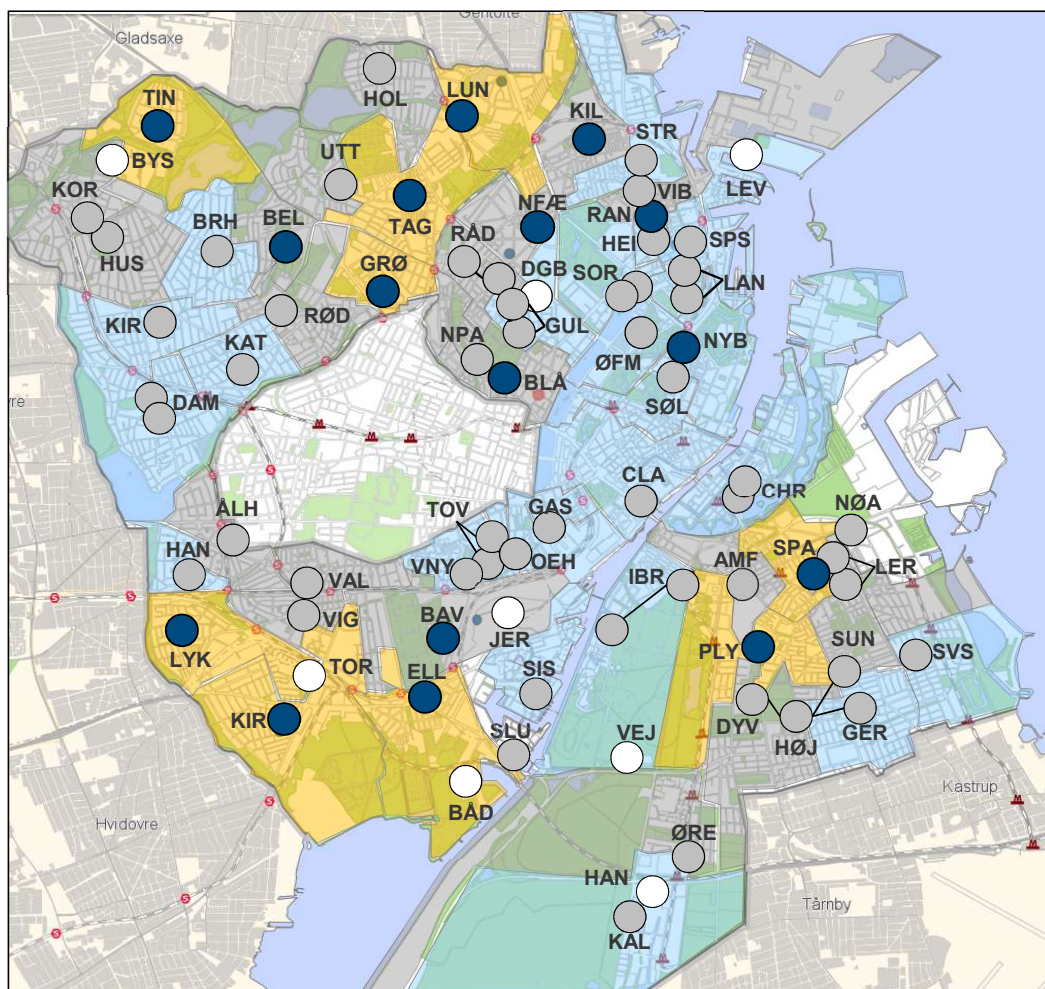 Gladsaxe
Gentofte
HOL
LUN
TIN
KIL
STR
BYS
UTT
LEV
KOR
VIB
TAG
NFÆ
RAN
BRH
BEL
HEI
SPS
HUS
RÅD
GRØ
DGB
SOR
LAN
KIR
RØD
GUL
NPA
NYB
KAT
ØFM
BLÅ
DAM
SØL
CLA
CHR
GAS
TOV
NØA
ÅLH
HAN
SPA
OEH
LER
VNY
IBR
AMF
VAL
VIG
BAV
JER
LYK
PLY
SUN
SVS
TOR
ELL
SIS
KIR
DYV
HØJ
GER
SLU
VEJ
BÅD
Kastrup
Hvidovre
ØRE
HAN
Tårnby
KAL